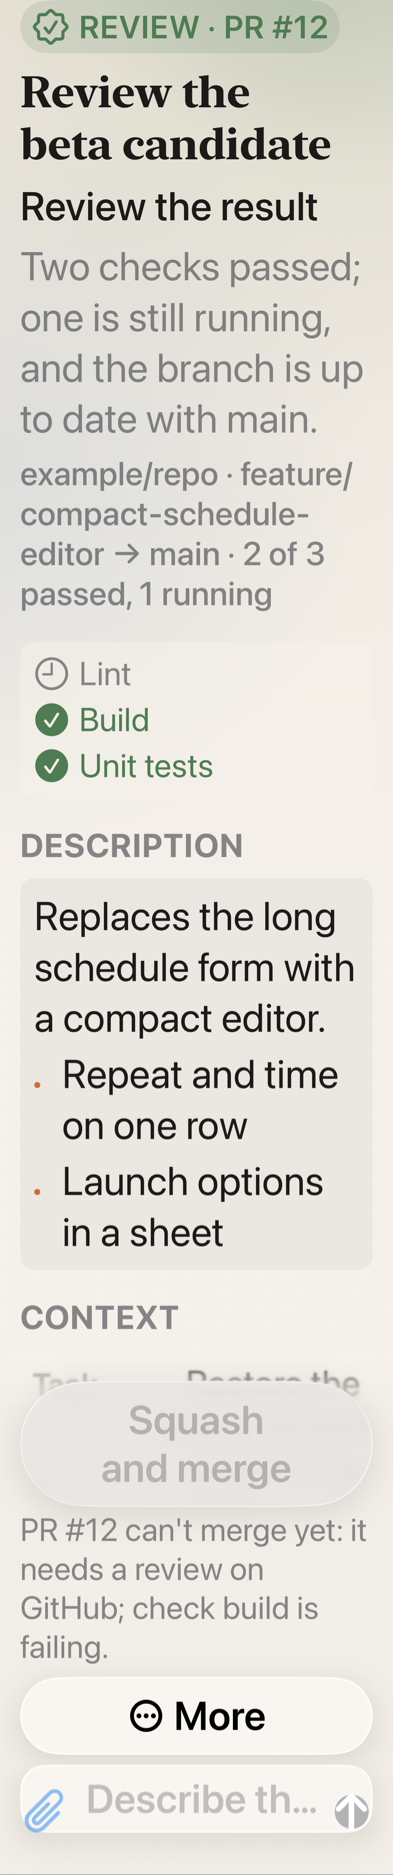 REVIEW · PR #12
Review the
beta candidate
Review the result
Two checks passed;
one is still running,
and the branch is up
to date with main.
example/repo · feature/
compact-schedule-
editor → main · 2 of 3
passed, 1 running
Lint
Build
Unit tests
DESCRIPTION
Replaces the long
schedule form with
a compact editor.
• Repeat and time
on one row
• Launch options
in a sheet
CONTEXT
Task Restore the
Squash
and merge
PR #12 can't merge yet: it
needs a review on
GitHub; check build is
failing.
More
Describe th...